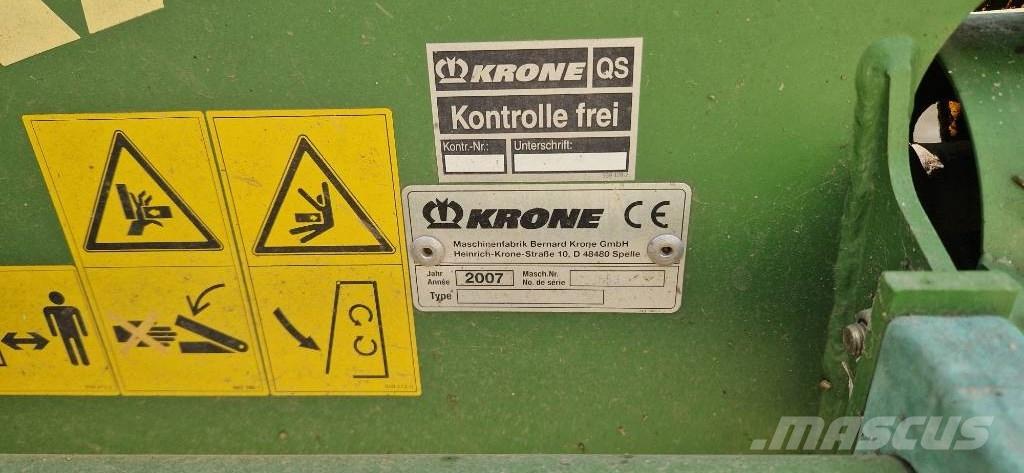 KRONE QS
Kontrolle frei
Kontr.-Nr.: Unterschrift:
KRONE CE
Maschinenfabrik Bernard Krone GmbH
Heinrich-Krone-Straße 10, D 48480 Spelle
Jahr
Année 2007 Masch.Nr.
No. de série
Type
MASCUS